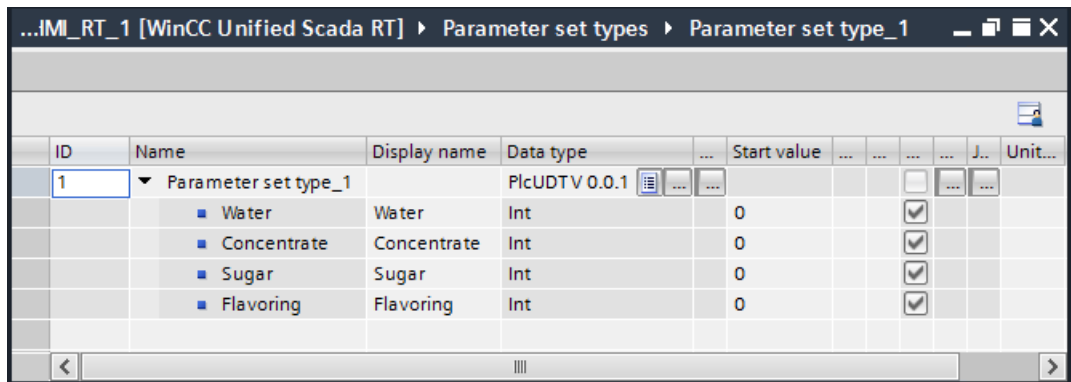 ...IMI_RT_1 [WinCC Unified Scada RT] ▸ Parameter set types ▸ Parameter set type_1
ID Name Display name Data type ... Start value ... ... ... ... J.. Unit...
1 Parameter set type_1 PlcUDT V 0.0.1 ... ... ... ...
Water Water Int 0
Concentrate Concentrate Int 0
Sugar Sugar Int 0
Flavoring Flavoring Int 0